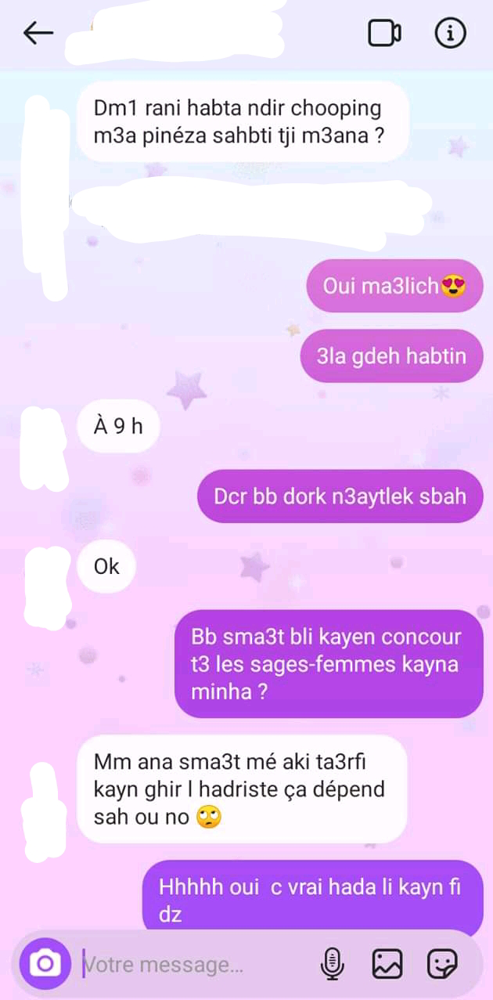 Dm1 rani habta ndir chooping
m3a pinéza sahbti tji m3ana ?
Oui ma3lich😍
3la gdeh habtin
À 9 h
Dcr bb dork n3aytlek sbah
Ok
Bb sma3t bli kayen concour
t3 les sages-femmes kayna
minha ?
Mm ana sma3t mé aki ta3rfi
kayn ghir l hadriste ça dépend
sah ou no 🙄
Hhhhh oui  c vrai hada li kayn fi
dz
Votre message...